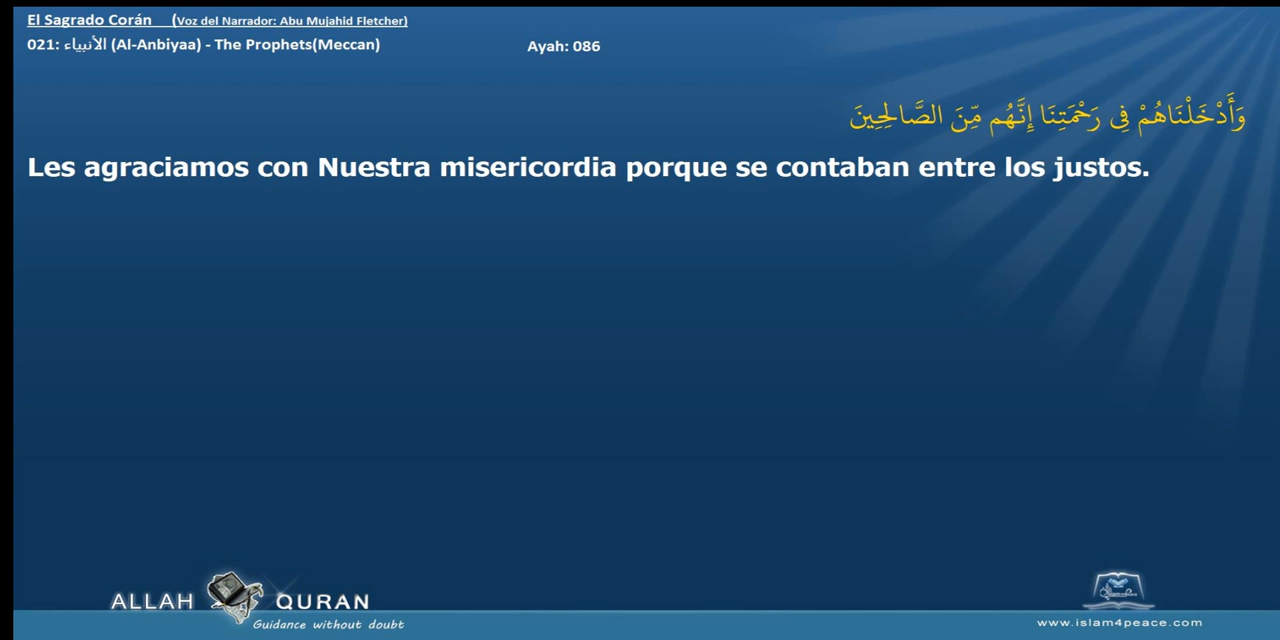 El Sagrado Corán (Voz del Narrador: Abu Mujahid Fletcher)
021: الأنبياء (Al-Anbiyaa) - The Prophets(Meccan) Ayah: 086
وَأَدْخَلْنَاهُمْ فِي رَحْمَتِنَا إِنَّهُم مِّنَ الصَّالِحِينَ
Les agraciamos con Nuestra misericordia porque se contaban entre los justos.
ALLAH QURAN
Guidance without doubt
www.islam4peace.com